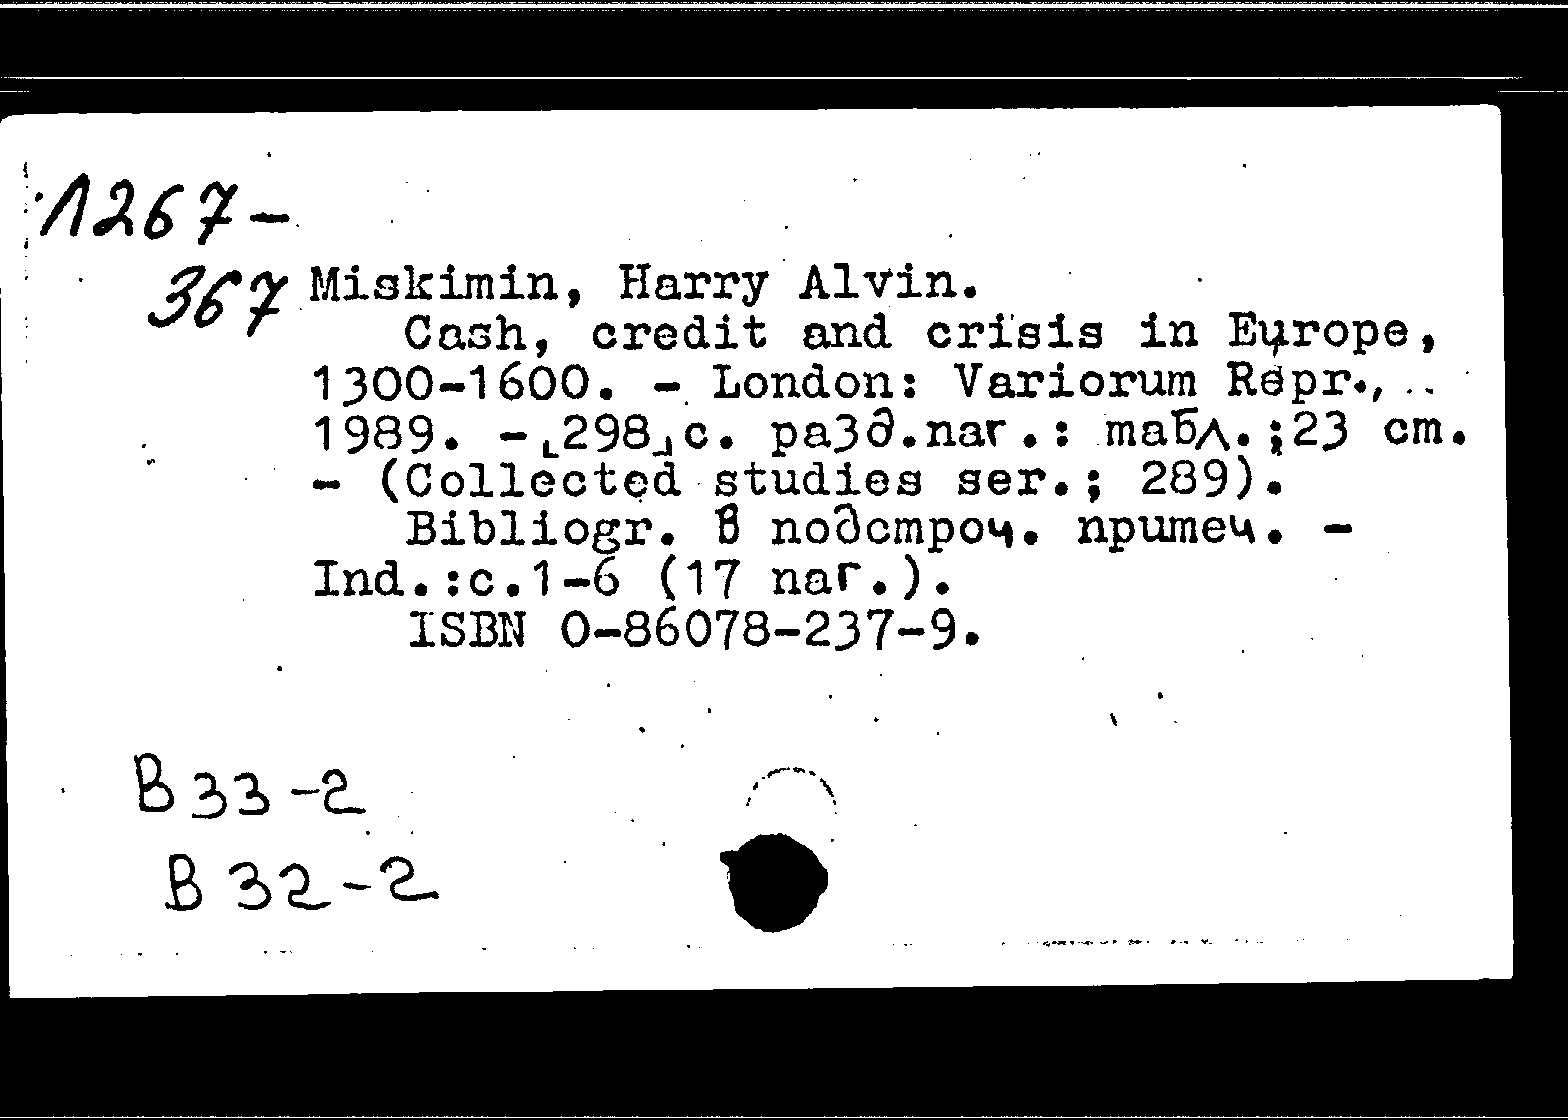 Л267-
367
Miskimin, Harry Alvin.
Cash, credit and crisis in Europe,
1300-1600. - London: Variorum Repr.,
1989. - [298] с. разд.паг.: табл.; 23 cm.
- (Collected studies ser.; 289).
Bibliogr. в подстроч. примеч. -
Ind.:с.1-6 (17 паг.).
ISBN 0-86078-237-9.
B33-2
B32-2